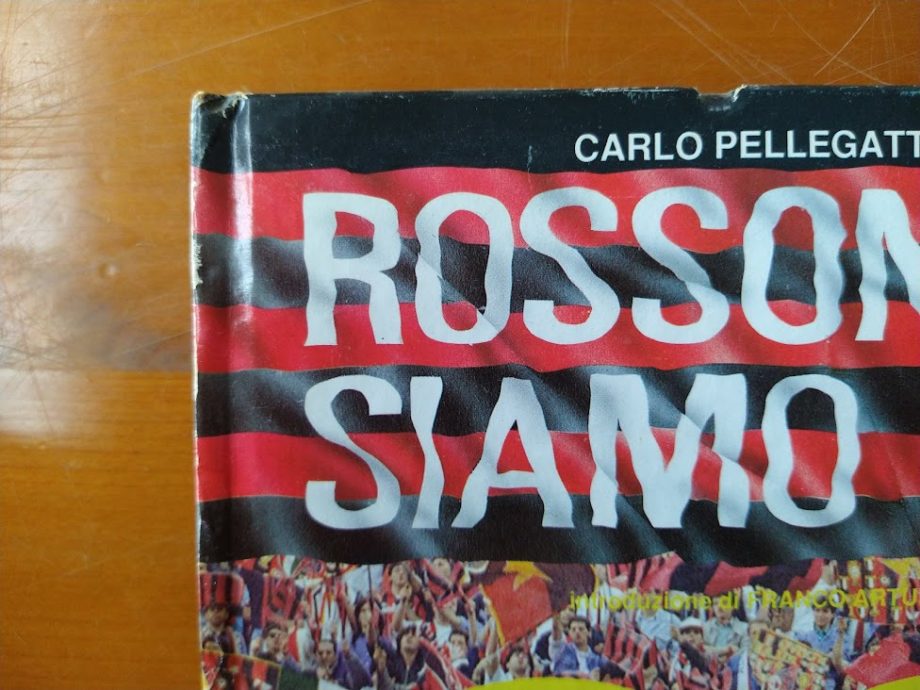 CARLO PELLEGATT
ROSSON
SIAMO
introduzione di FRANCO ARTU